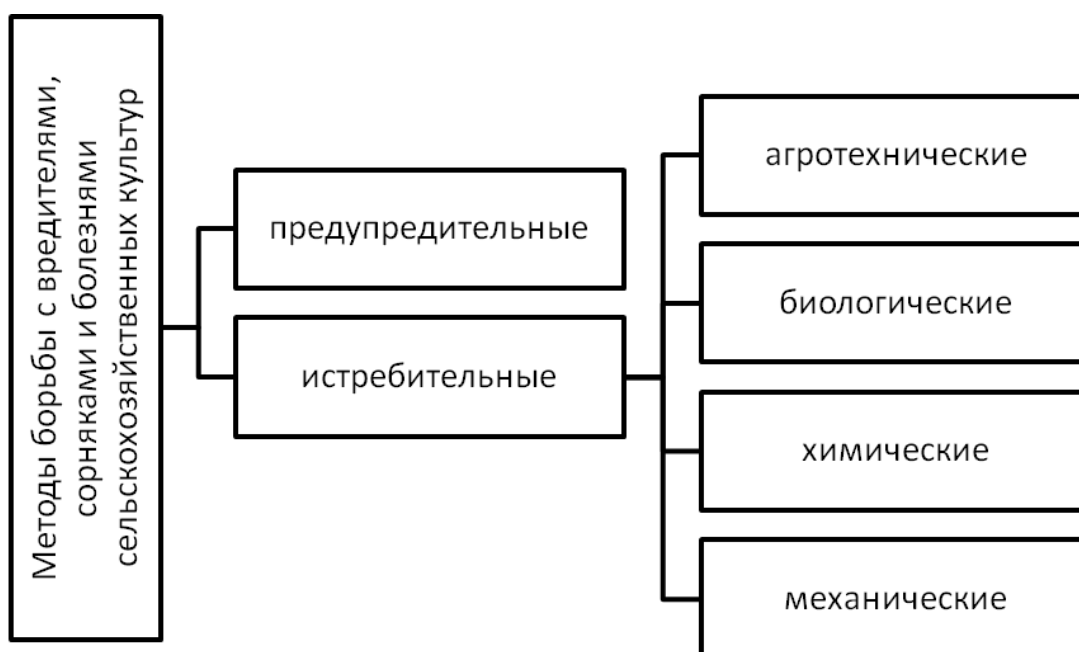 Методы борьбы с вредителями,
сорняками и болезнями
сельскохозяйственных культур
предупредительные
истребительные
агротехнические
биологические
химические
механические